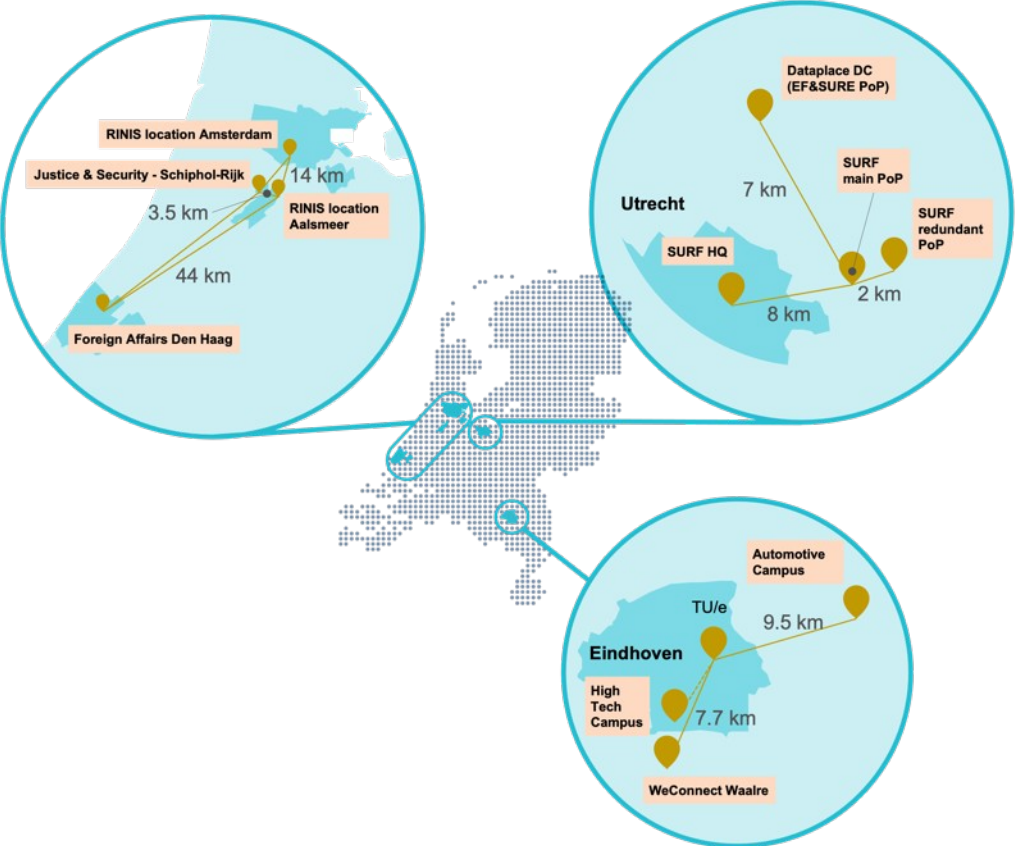 RINIS location Amsterdam
Justice & Security - Schiphol-Rijk
14 km
3.5 km
RINIS location
Aalsmeer
44 km
Foreign Affairs Den Haag
Dataplace DC
(EF&SURE PoP)
SURF
main PoP
7 km
Utrecht
SURF
redundant
PoP
SURF HQ
2 km
8 km
Automotive
Campus
TU/e
9.5 km
Eindhoven
High
Tech
Campus
7.7 km
WeConnect Waalre